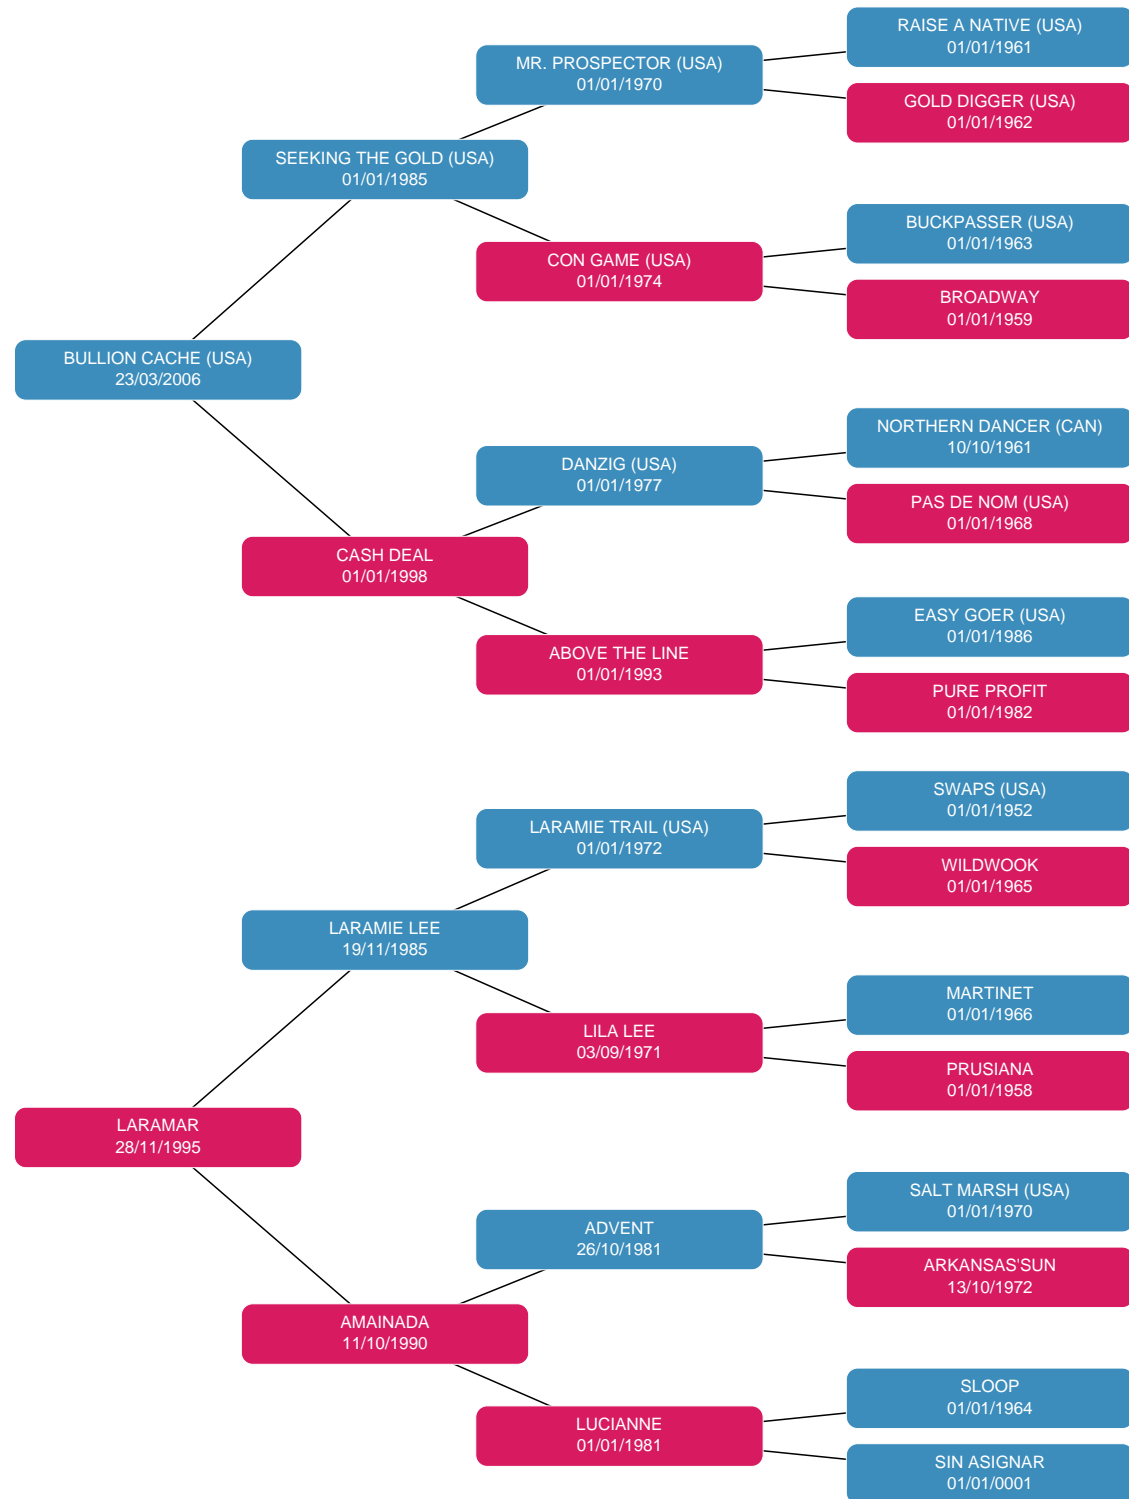 RAISE A NATIVE (USA)
01/01/1961
MR. PROSPECTOR (USA)
01/01/1970
GOLD DIGGER (USA)
01/01/1962
SEEKING THE GOLD (USA)
01/01/1985
BUCKPASSER (USA)
01/01/1963
CON GAME (USA)
01/01/1974
BROADWAY
01/01/1959
BULLION CACHE (USA)
23/03/2006
NORTHERN DANCER (CAN)
10/10/1961
DANZIG (USA)
01/01/1977
PAS DE NOM (USA)
01/01/1968
CASH DEAL
01/01/1998
EASY GOER (USA)
01/01/1986
ABOVE THE LINE
01/01/1993
PURE PROFIT
01/01/1982
SWAPS (USA)
01/01/1952
LARAMIE TRAIL (USA)
01/01/1972
WILDWOOK
01/01/1965
LARAMIE LEE
19/11/1985
MARTINET
01/01/1966
LILA LEE
03/09/1971
PRUSIANA
01/01/1958
LARAMAR
28/11/1995
SALT MARSH (USA)
01/01/1970
ADVENT
26/10/1981
ARKANSAS'SUN
13/10/1972
AMAINADA
11/10/1990
SLOOP
01/01/1964
LUCIANNE
01/01/1981
SIN ASIGNAR
01/01/0001